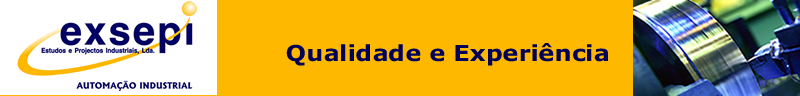 exsepi
Estudos e Projectos Industriais, Lda.
AUTOMAÇÃO INDUSTRIAL
Qualidade e Experiência